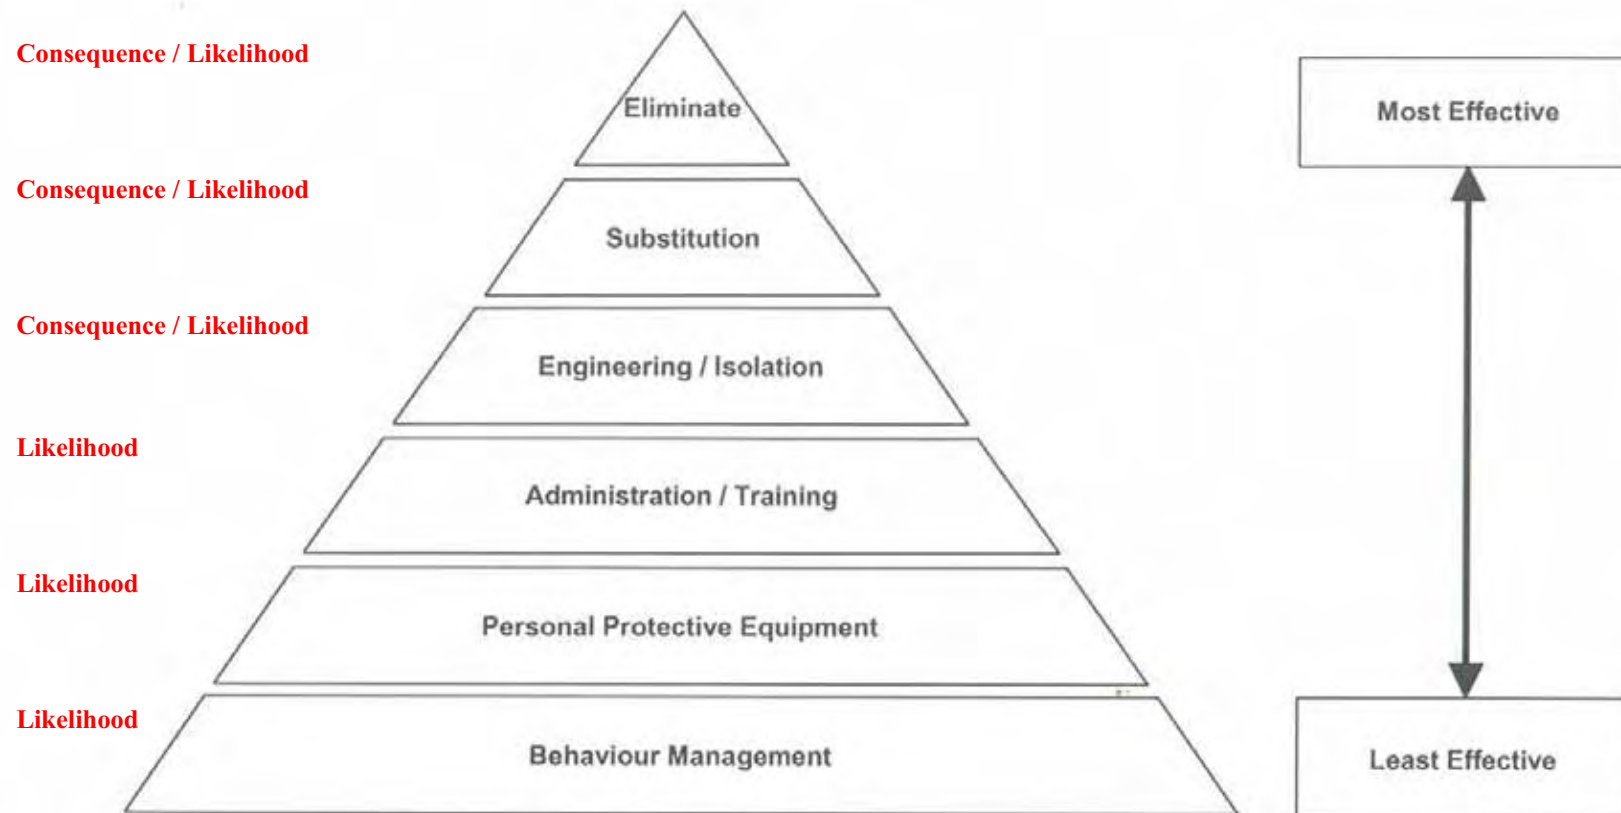 Consequence / Likelihood
Eliminate
Most Effective
Consequence / Likelihood
Substitution
Consequence / Likelihood
Engineering / Isolation
Likelihood
Administration / Training
Likelihood
Personal Protective Equipment
Likelihood
Behaviour Management
Least Effective